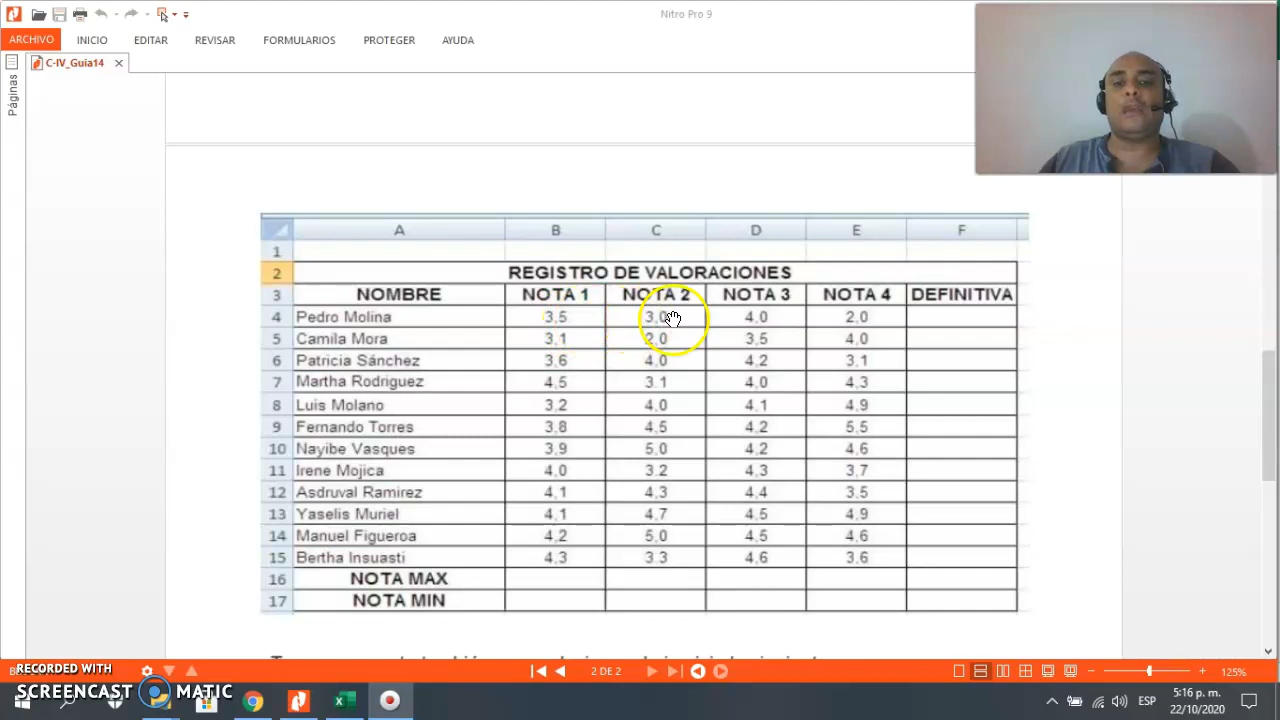 Nitro Pro 9
ARCHIVO INICIO EDITAR REVISAR FORMULARIOS PROTEGER AYUDA
C-IV_Guia14
Páginas
A B C D E F
1
2 REGISTRO DE VALORACIONES
3 NOMBRE NOTA 1 NOTA 2 NOTA 3 NOTA 4 DEFINITIVA
4 Pedro Molina 3,5 3,0 4,0 2,0
5 Camila Mora 3,1 2,0 3,5 4,0
6 Patricia Sánchez 3,6 4,0 4,2 3,1
7 Martha Rodriguez 4,5 3.1 4,0 4,3
8 Luis Molano 3,2 4,0 4,1 4,9
9 Fernando Torres 3,8 4,5 4,2 5,5
10 Nayibe Vasques 3,9 5,0 4,2 4,6
11 Irene Mojica 4,0 3.2 4,3 3,7
12 Asdruval Ramirez 4,1 4,3 4,4 3,5
13 Yaselis Muriel 4,1 4,7 4,5 4,9
14 Manuel Figueroa 4,2 5,0 4,5 4,6
15 Bertha Insuasti 4,3 3.3 4,6 3,6
16 NOTA MAX
17 NOTA MIN
2 DE 2
125%
RECORDED WITH
SCREENCAST MATIC
ESP
5:16 p. m.
22/10/2020